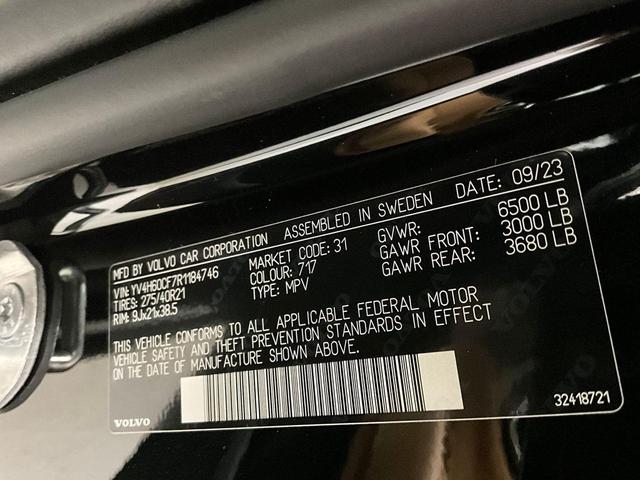 MFD BY VOLVO CAR CORPORATION ASSEMBLED IN SWEDEN DATE: 09/23
VIN: YV4H60CF7R1184746 MARKET CODE: 31 GVWR: 6500 LB
TIRES: 275/40R21 COLOUR: 717 GAWR FRONT: 3000 LB
RIM: 9Jx21x38.5 TYPE: MPV GAWR REAR: 3680 LB
THIS VEHICLE CONFORMS TO ALL APPLICABLE FEDERAL MOTOR
VEHICLE SAFETY AND THEFT PREVENTION STANDARDS IN EFFECT
ON THE DATE OF MANUFACTURE SHOWN ABOVE.
VOLVO 32418721